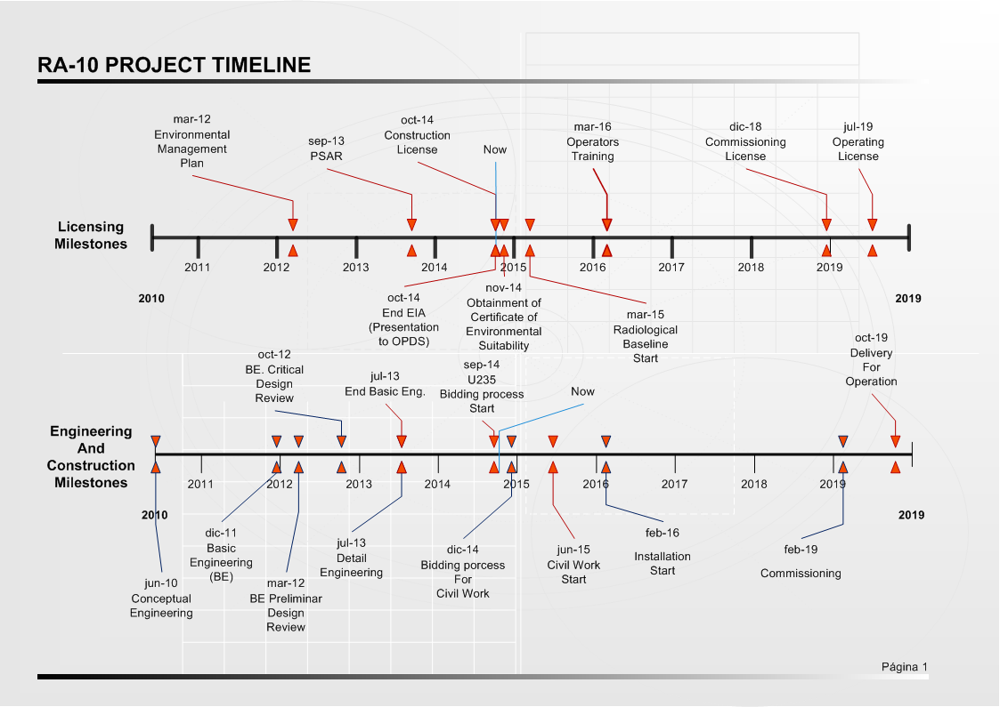 RA-10 PROJECT TIMELINE
mar-12
Environmental
Management
Plan
sep-13
PSAR
oct-14
Construction
License
Now
mar-16
Operators
Training
dic-18
Commissioning
License
jul-19
Operating
License
Licensing
Milestones
2011
2012
2013
2014
2015
2016
2017
2018
2019
2010
2019
oct-14
End EIA
(Presentation
to OPDS)
nov-14
Obtainment of
Certificate of
Environmental
Suitability
mar-15
Radiological
Baseline
Start
oct-12
BE. Critical
Design
Review
jul-13
End Basic Eng.
sep-14
U235
Bidding process
Start
Now
oct-19
Delivery
For
Operation
Engineering
And
Construction
Milestones
2011
2012
2013
2014
2015
2016
2017
2018
2019
2010
2019
jun-10
Conceptual
Engineering
dic-11
Basic
Engineering
(BE)
mar-12
BE Preliminar
Design
Review
jul-13
Detail
Engineering
dic-14
Bidding porcess
For
Civil Work
jun-15
Civil Work
Start
feb-16
Installation
Start
feb-19
Commissioning
Página 1